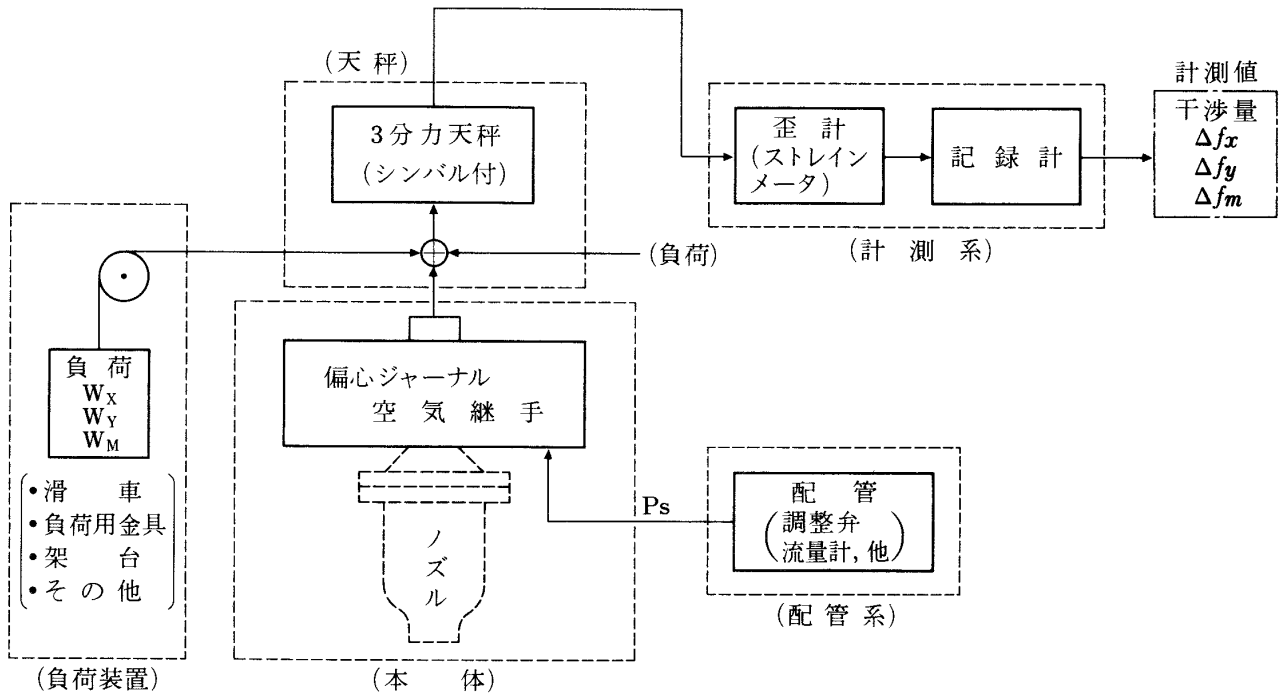 (天秤)
3分力天秤
(シンバル付)
歪計
(ストレイン
メータ)
記録計
(計測系)
計測値
干渉量
Δfx
Δfy
Δfm
(負荷)
負荷
WX
WY
WM
•滑車
•負荷用金具
•架台
•その他
(負荷装置)
偏心ジャーナル
空気継手
ノズル
(本体)
Ps
配管
(調整弁
流量計,他)
(配管系)